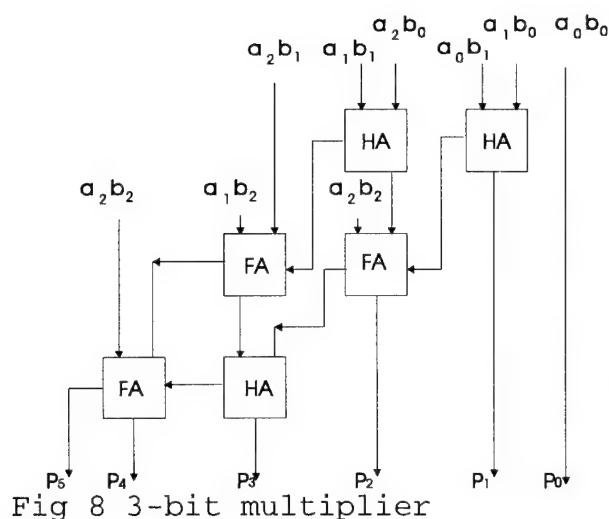 a₂b₁ a₁b₁ a₂b₀ a₀b₁ a₁b₀ a₀b₀
HA HA
a₂b₂ a₁b₂ a₂b₂
FA FA
FA HA
P₅ P₄ P₃ P₂ P₁ P₀
Fig 8 3-bit multiplier